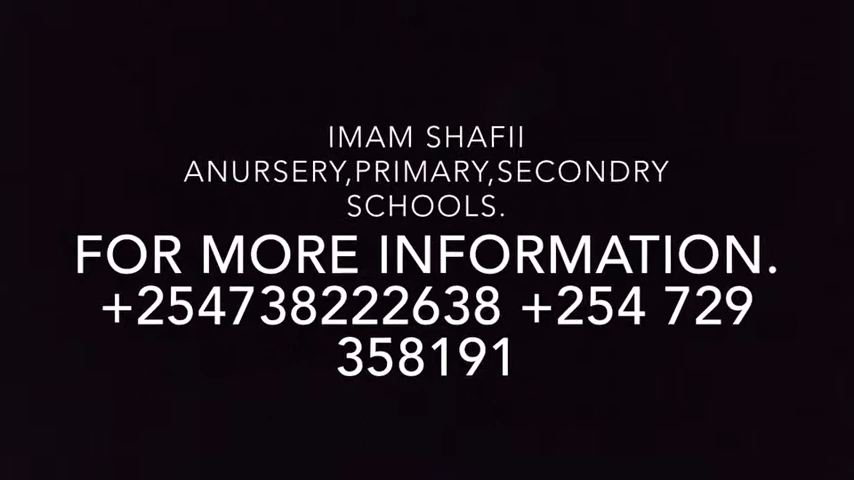 IMAM SHAFII
ANURSERY,PRIMARY,SECONDRY
SCHOOLS.
FOR MORE INFORMATION.
+254738222638 +254 729
358191